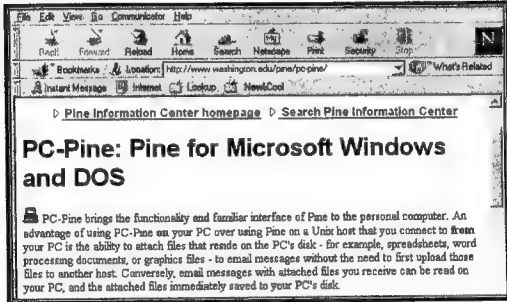 File Edit View Go Communicator Help
Back Forward Reload Home Search Netscape Print Security Stop
N
Bookmarks Location: http://www.washington.edu/pine/pc-pine/ What's Related
Instant Message Internet Lookup New&Cool
Pine Information Center homepage Search Pine Information Center
PC-Pine: Pine for Microsoft Windows
and DOS
PC-Pine brings the functionality and familiar interface of Pine to the personal computer. An
advantage of using PC-Pine on your PC over using Pine on a Unix host that you connect to from
your PC is the ability to attach files that reside on the PC's disk - for example, spreadsheets, word
processing documents, or graphics files - to email messages without the need to first upload those
files to another host. Conversely, email messages with attached files you receive can be read on
your PC, and the attached files immediately saved to your PC's disk.